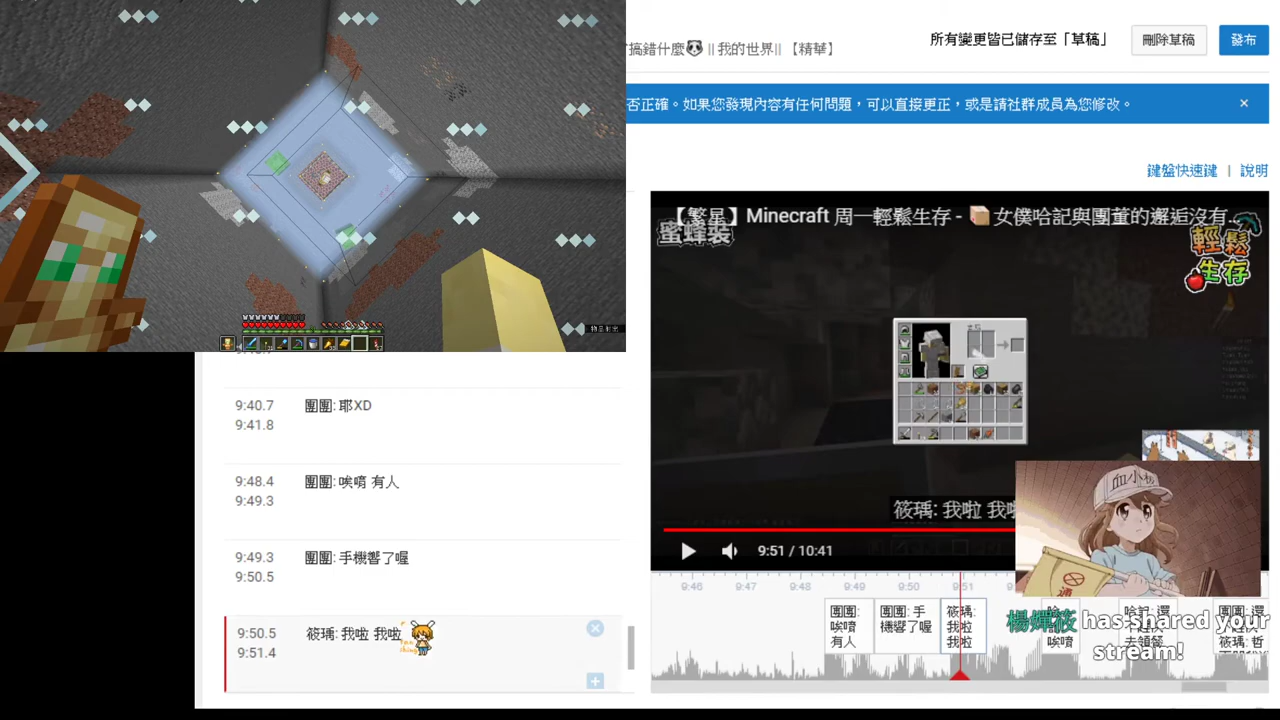 搞錯什麼🐼 || 我的世界|| 【精華】
所有變更皆已儲存至「草稿」
刪除草稿
發布
否正確。如果您發現內容有任何問題，可以直接更正，或是請社群成員為您修改。
×
鍵盤快速鍵 | 說明
物品射出
【繁星】Minecraft 周一輕鬆生存 - 女僕哈記與團董的邂逅沒有...
蜜蜂裝
輕鬆
生存
筱瑀: 我啦 我啦
9:51 / 10:41
9:40.7
9:41.8
團團: 耶XD
9:48.4
9:49.3
團團: 唉唷 有人
9:49.3
9:50.5
團團: 手機響了喔
9:50.5
9:51.4
筱瑀: 我啦 我啦
9:46 9:47 9:48 9:49 9:50 9:51
團團:
唉唷
有人
團團: 手
機響了喔
筱瑀:
我啦
我啦
血小板
has shared your
stream!